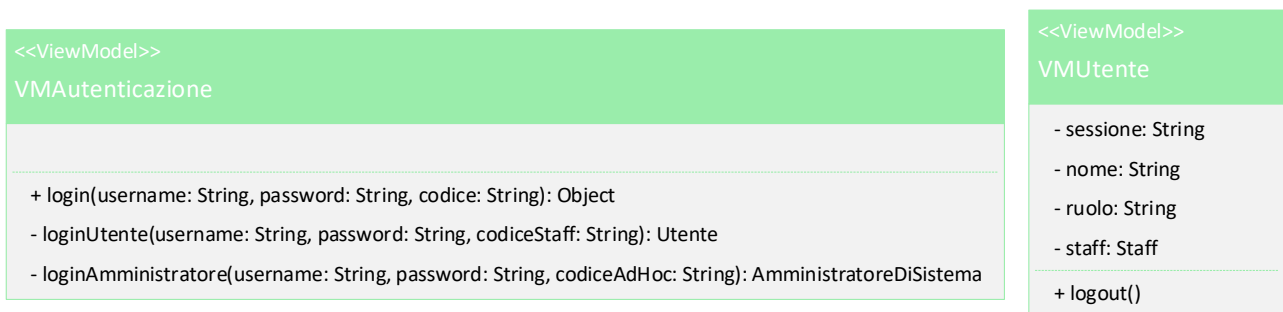 <<ViewModel>>
VMAutenticazione
+ login(username: String, password: String, codice: String): Object
- loginUtente(username: String, password: String, codiceStaff: String): Utente
- loginAmministratore(username: String, password: String, codiceAdHoc: String): AmministratoreDiSistema
<<ViewModel>>
VMUtente
- sessione: String
- nome: String
- ruolo: String
- staff: Staff
+ logout()